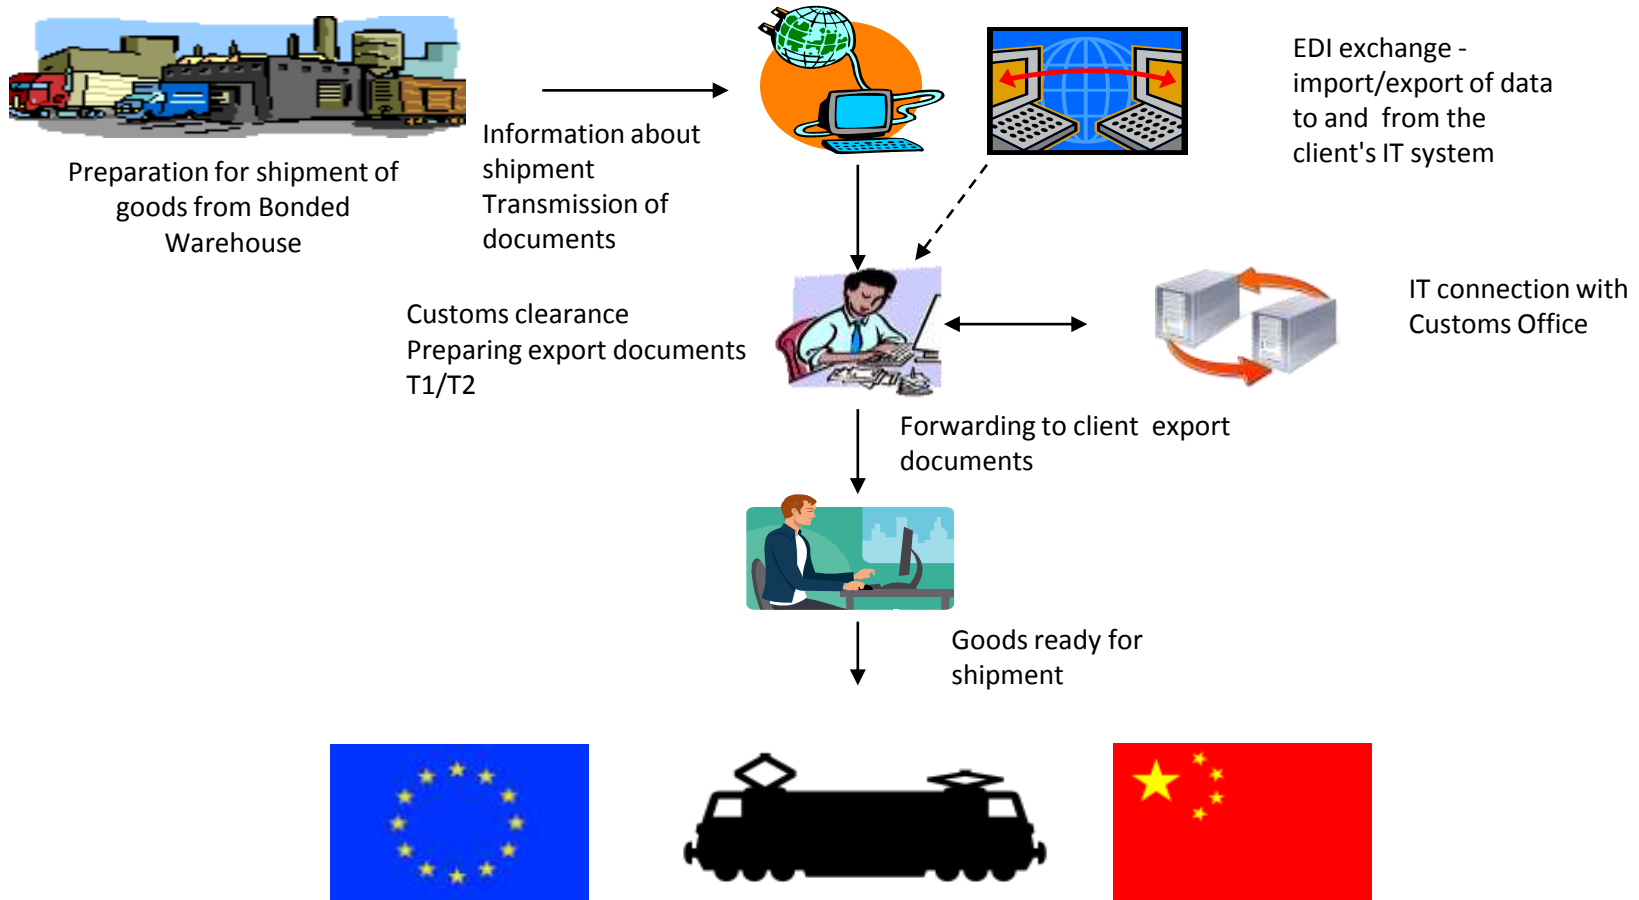 EDI exchange -
import/export of data
to and  from the
client's IT system
Information about
shipment
Transmission of
documents
Preparation for shipment of
goods from Bonded
Warehouse
IT connection with
Customs Office
Customs clearance
Preparing export documents
T1/T2
Forwarding to client  export
documents
Goods ready for
shipment